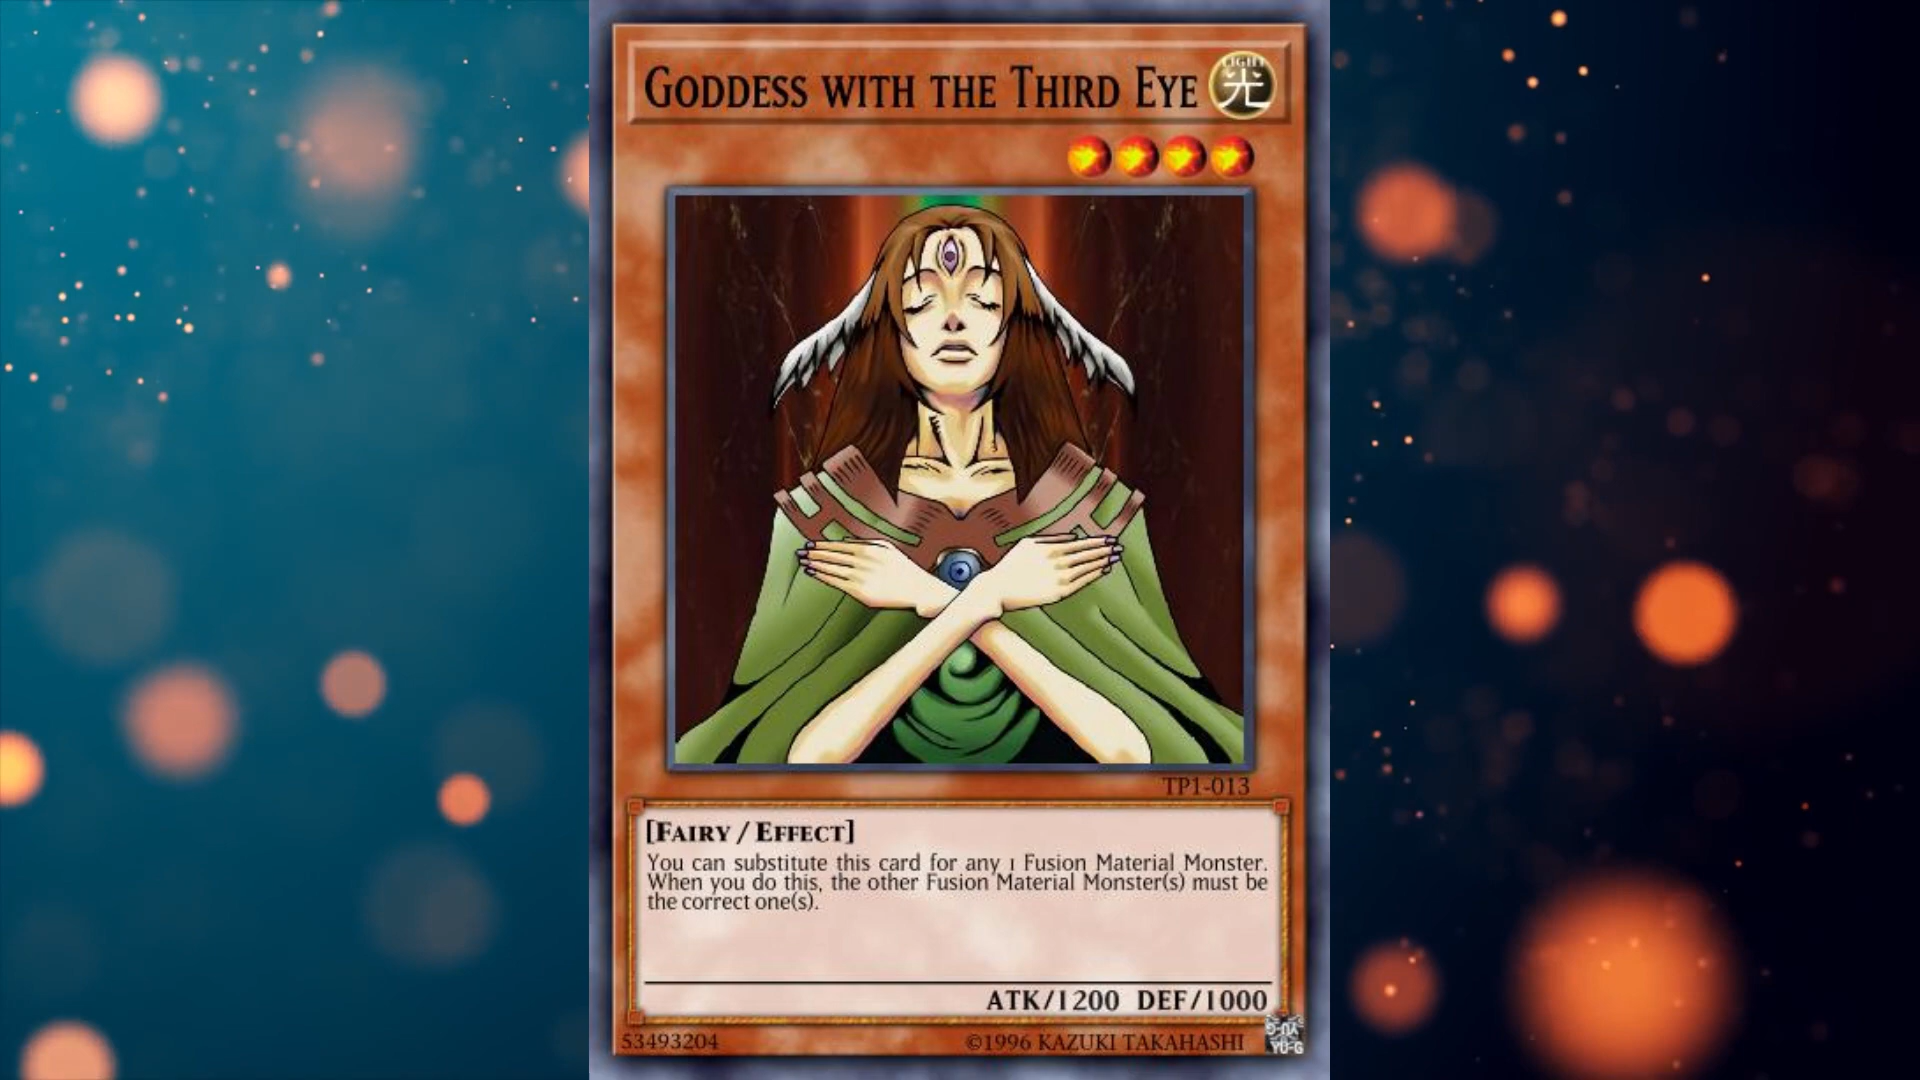 Goddess with the Third Eye
LIGHT
光
TP1-013
[Fairy / Effect]
You can substitute this card for any 1 Fusion Material Monster.
When you do this, the other Fusion Material Monster(s) must be
the correct one(s).
ATK/1200 DEF/1000
53493204
©1996 KAZUKI TAKAHASHI